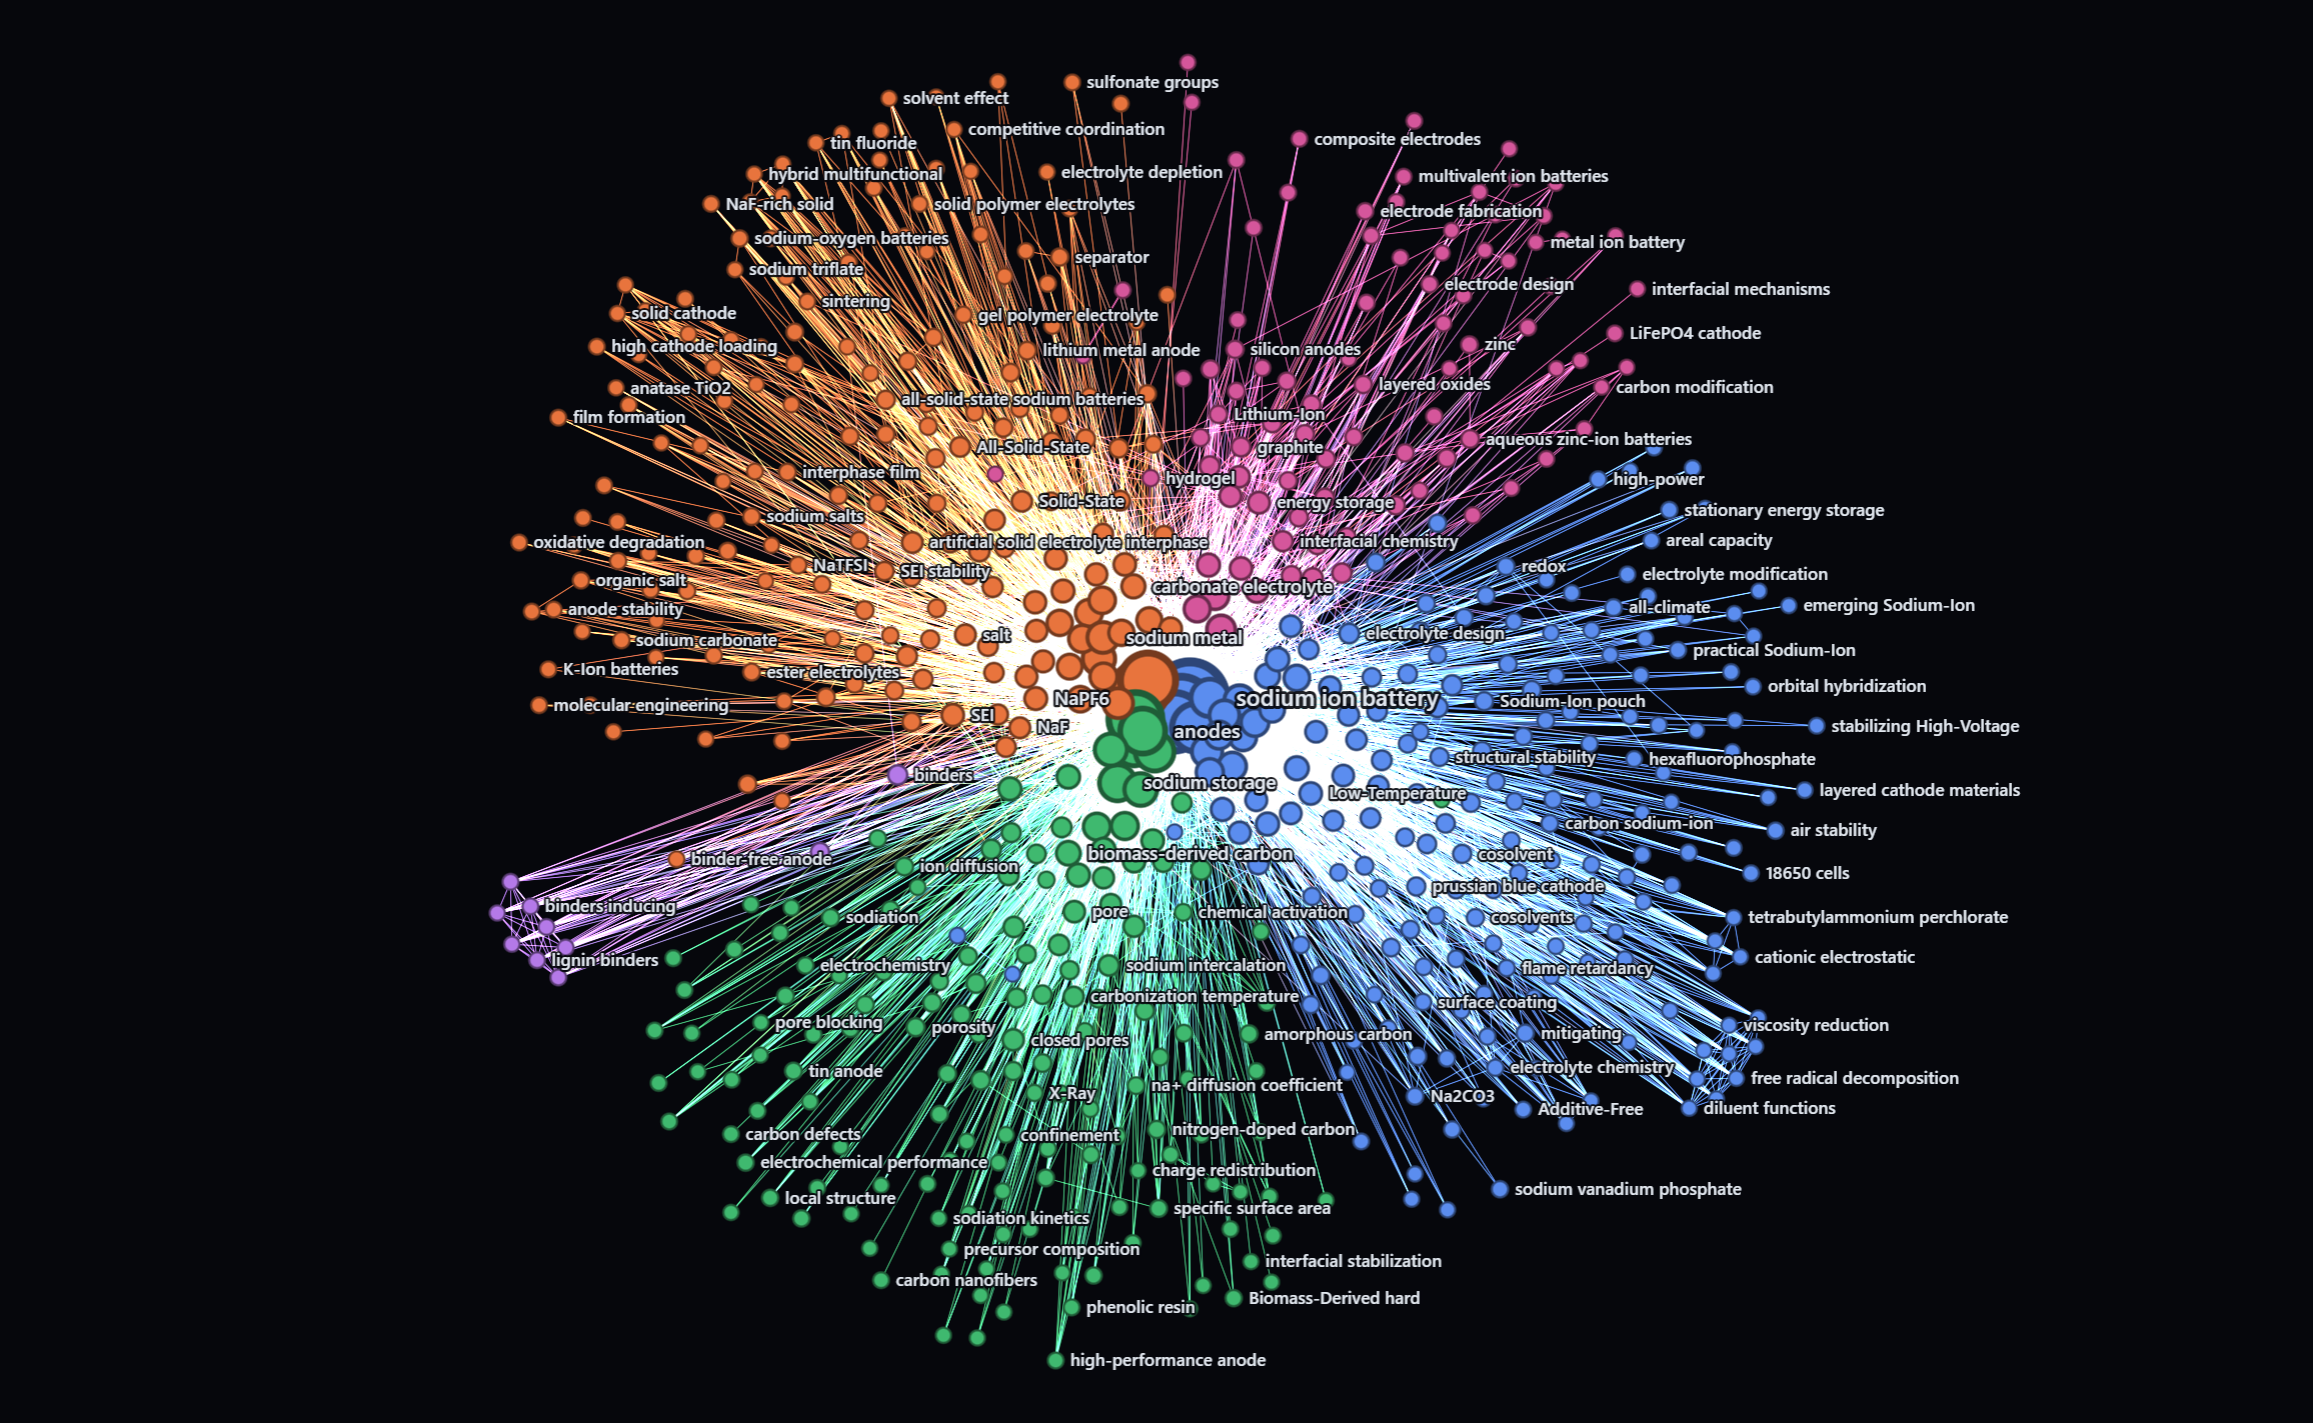 sulfonate groups
solvent effect
competitive coordination
composite electrodes
tin fluoride
electrolyte depletion
hybrid multifunctional
multivalent ion batteries
NaF-rich solid
solid polymer electrolytes
electrode fabrication
sodium-oxygen batteries
metal ion battery
separator
sodium triflate
electrode design
interfacial mechanisms
sintering
solid cathode
gel polymer electrolyte
LiFePO4 cathode
high cathode loading
lithium metal anode
silicon anodes
zinc
anatase TiO2
layered oxides
carbon modification
all-solid-state sodium batteries
film formation
Lithium-Ion
aqueous zinc-ion batteries
All-Solid-State
graphite
interphase film
hydrogel
high-power
Solid-State
energy storage
stationary energy storage
sodium salts
oxidative degradation
artificial solid electrolyte interphase
interfacial chemistry
areal capacity
NaTFSI
SEI stability
redox
organic salt
carbonate electrolyte
electrolyte modification
anode stability
all-climate
emerging Sodium-Ion
sodium carbonate
salt
sodium metal
electrolyte design
practical Sodium-Ion
K-Ion batteries
ester electrolytes
orbital hybridization
molecular engineering
NaPF6
sodium ion battery
Sodium-Ion pouch
SEI
NaF
anodes
stabilizing High-Voltage
structural stability
hexafluorophosphate
binders
sodium storage
Low-Temperature
layered cathode materials
carbon sodium-ion
air stability
binder-free anode
ion diffusion
biomass-derived carbon
cosolvent
18650 cells
prussian blue cathode
binders inducing
sodiation
pore
chemical activation
cosolvents
tetrabutylammonium perchlorate
lignin binders
electrochemistry
sodium intercalation
flame retardancy
cationic electrostatic
carbonization temperature
surface coating
pore blocking
porosity
closed pores
amorphous carbon
mitigating
viscosity reduction
tin anode
electrolyte chemistry
free radical decomposition
X-Ray
na+ diffusion coefficient
Na2CO3
Additive-Free
diluent functions
carbon defects
confinement
nitrogen-doped carbon
electrochemical performance
charge redistribution
local structure
sodium vanadium phosphate
sodiation kinetics
specific surface area
precursor composition
interfacial stabilization
carbon nanofibers
phenolic resin
Biomass-Derived hard
high-performance anode